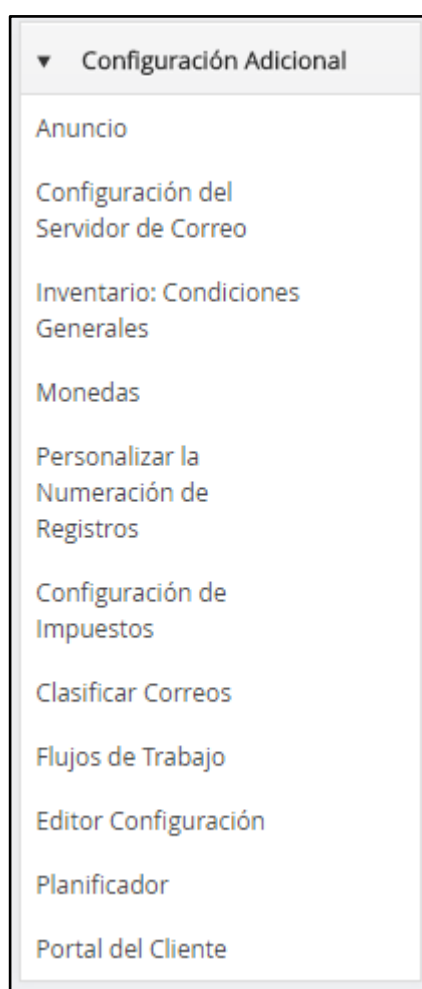 ▼ Configuración Adicional
Anuncio
Configuración del
Servidor de Correo
Inventario: Condiciones
Generales
Monedas
Personalizar la
Numeración de
Registros
Configuración de
Impuestos
Clasificar Correos
Flujos de Trabajo
Editor Configuración
Planificador
Portal del Cliente